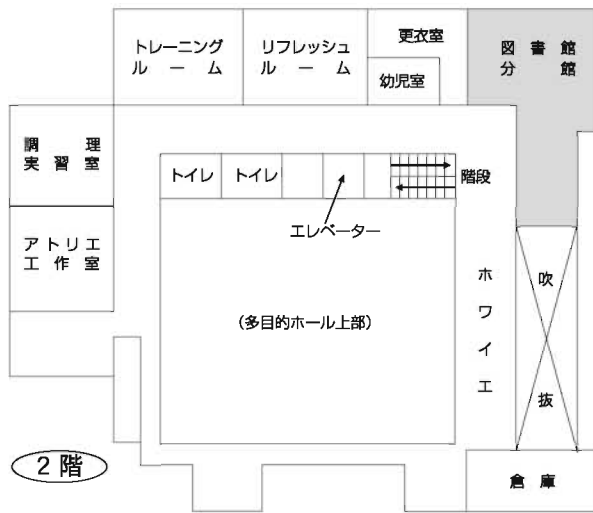 トレーニング
ルーム
リフレッシュ
ルーム
更衣室
幼児室
図書館
分館
調理
実習室
トイレ
トイレ
階段
エレベーター
アトリエ
工作室
(多目的ホール上部)
ホワイエ
吹抜
2階
倉庫